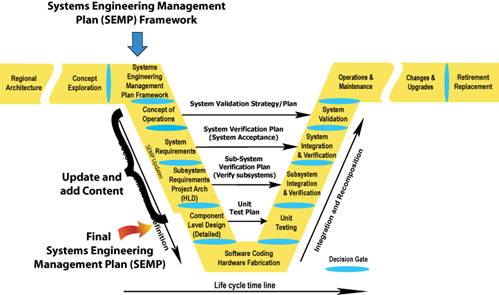 Systems Engineering Management
Plan (SEMP) Framework
Regional
Architecture
Concept
Exploration
Systems
Engineering
Management
Plan Framework
Operations &
Maintenance
Changes &
Upgrades
Retirement
Replacement
Concept of
Operations
System Validation Strategy/Plan
System
Validation
System
Requirements
System Verification Plan
(System Acceptance)
System
Integration
& Verification
SEMP Updates
Subsystem
Requirements
Project Arch
(HLD)
Sub-System
Verification Plan
(Verify subsystems)
Subsystem
Integration &
Verification
Update and
add Content
Component
Level Design
(Detailed)
Unit
Test Plan
Unit
Testing
Integration and Recomposition
Final
Systems Engineering
Management Plan (SEMP)
Software Coding
Hardware Fabrication
Decision Gate
Life cycle time line